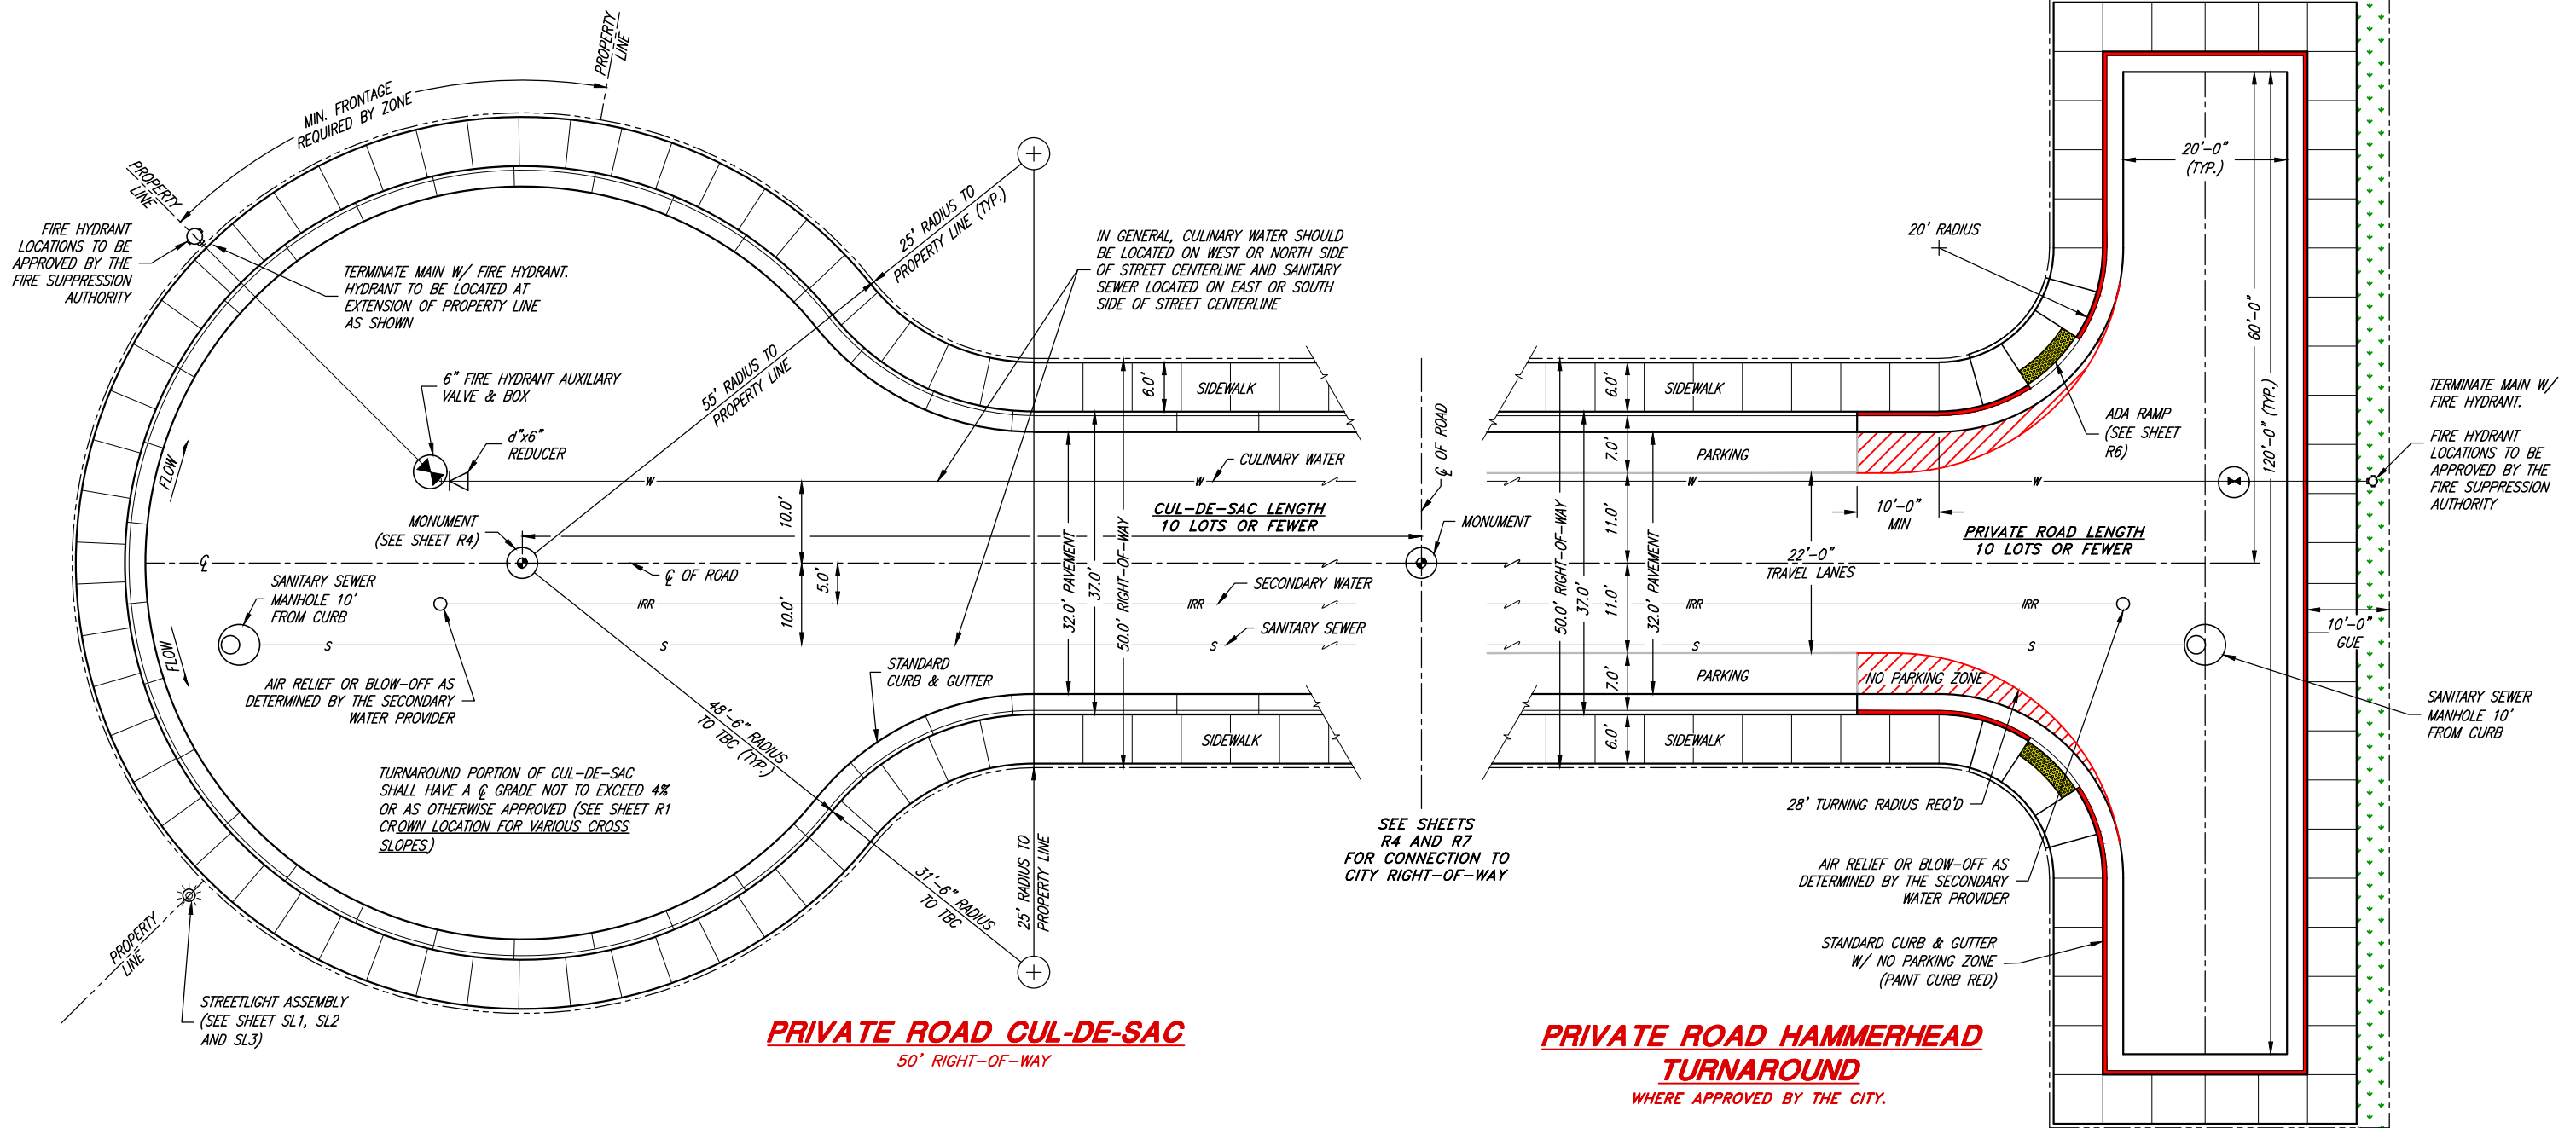 PROPERTY
LINE
MIN. FRONTAGE
REQUIRED BY ZONE
PROPERTY
LINE
FIRE HYDRANT
LOCATIONS TO BE
APPROVED BY THE
FIRE SUPPRESSION
AUTHORITY
TERMINATE MAIN W/ FIRE HYDRANT.
HYDRANT TO BE LOCATED AT
EXTENSION OF PROPERTY LINE
AS SHOWN
25' RADIUS TO
PROPERTY LINE (TYP.)
IN GENERAL, CULINARY WATER SHOULD
BE LOCATED ON WEST OR NORTH SIDE
OF STREET CENTERLINE AND SANITARY
SEWER LOCATED ON EAST OR SOUTH
SIDE OF STREET CENTERLINE
6" FIRE HYDRANT AUXILIARY
VALVE & BOX
d"x6"
REDUCER
55' RADIUS TO
PROPERTY LINE
6.0'
SIDEWALK
FLOW
W
W
CULINARY WATER
MONUMENT
(SEE SHEET R4)
10.0'
CUL-DE-SAC LENGTH
10 LOTS OR FEWER
℄
℄ OF ROAD
SANITARY SEWER
MANHOLE 10'
FROM CURB
5.0'
10.0'
32.0' PAVEMENT
37.0'
50.0' RIGHT-OF-WAY
IRR
IRR
SECONDARY WATER
S
S
S
SANITARY SEWER
FLOW
AIR RELIEF OR BLOW-OFF AS
DETERMINED BY THE SECONDARY
WATER PROVIDER
STANDARD
CURB & GUTTER
48'-6" RADIUS
TO TBC (TYP.)
SIDEWALK
TURNAROUND PORTION OF CUL-DE-SAC
SHALL HAVE A ℄ GRADE NOT TO EXCEED 4%
OR AS OTHERWISE APPROVED (SEE SHEET R1
CROWN LOCATION FOR VARIOUS CROSS
SLOPES)
31'-6" RADIUS
TO TBC
25' RADIUS TO
PROPERTY LINE
PROPERTY
LINE
STREETLIGHT ASSEMBLY
(SEE SHEET SL1, SL2
AND SL3)
PRIVATE ROAD CUL-DE-SAC
50' RIGHT-OF-WAY
℄ OF ROAD
MONUMENT
SEE SHEETS
R4 AND R7
FOR CONNECTION TO
CITY RIGHT-OF-WAY
20'-0"
(TYP.)
20' RADIUS
60'-0"
120'-0" (TYP.)
6.0'
SIDEWALK
7.0'
PARKING
ADA RAMP
(SEE SHEET
R6)
TERMINATE MAIN W/
FIRE HYDRANT.
FIRE HYDRANT
LOCATIONS TO BE
APPROVED BY THE
FIRE SUPPRESSION
AUTHORITY
W
W
50.0' RIGHT-OF-WAY
37.0'
11.0'
32.0' PAVEMENT
10'-0"
MIN
PRIVATE ROAD LENGTH
10 LOTS OR FEWER
22'-0"
TRAVEL LANES
11.0'
IRR
IRR
S
S
10'-0"
GUE
7.0'
PARKING
NO PARKING ZONE
6.0'
SIDEWALK
SANITARY SEWER
MANHOLE 10'
FROM CURB
28' TURNING RADIUS REQ'D
AIR RELIEF OR BLOW-OFF AS
DETERMINED BY THE SECONDARY
WATER PROVIDER
STANDARD CURB & GUTTER
W/ NO PARKING ZONE
(PAINT CURB RED)
PRIVATE ROAD HAMMERHEAD
TURNAROUND
WHERE APPROVED BY THE CITY.